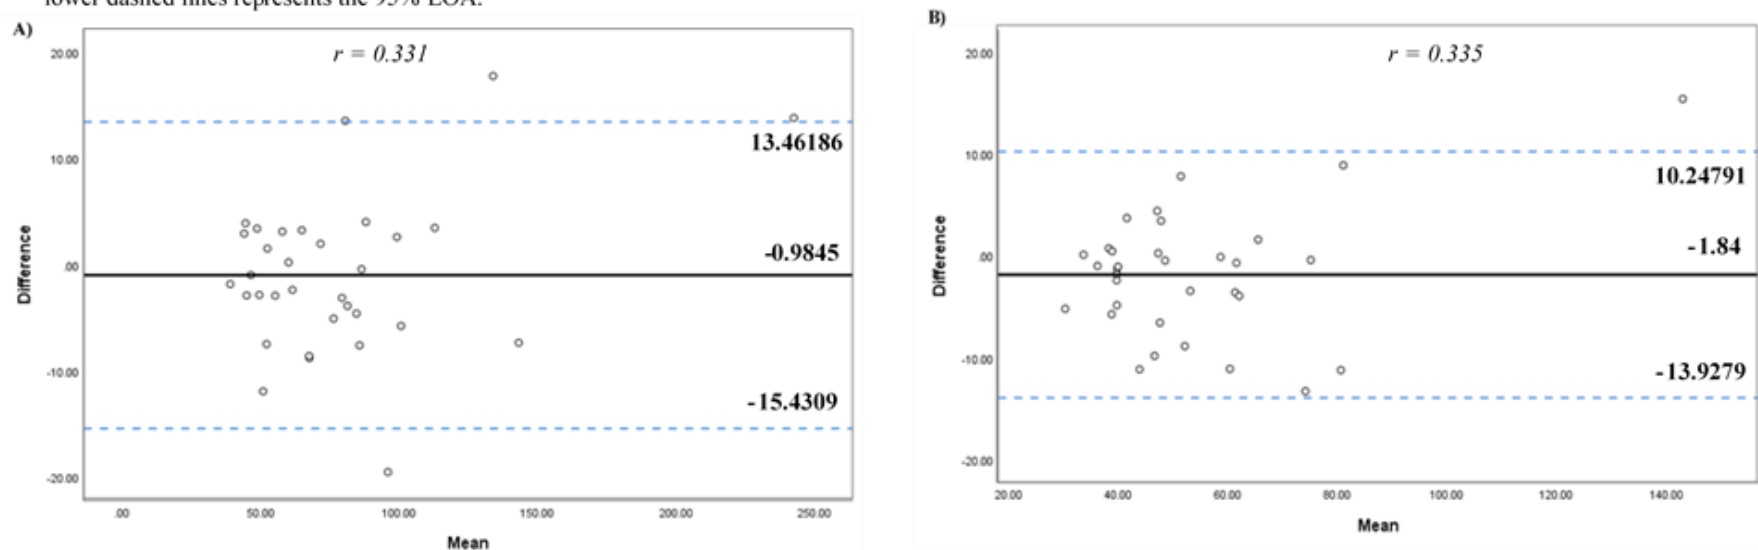 lower dashed lines represents the 95% LOA.
A)
r = 0.331
20.00
10.00
.00
-10.00
-20.00
13.46186
-0.9845
-15.4309
Difference
.00 50.00 100.00 150.00 200.00 250.00
Mean
B)
r = 0.335
20.00
10.00
.00
-10.00
-20.00
10.24791
-1.84
-13.9279
Difference
20.00 40.00 60.00 80.00 100.00 120.00 140.00
Mean